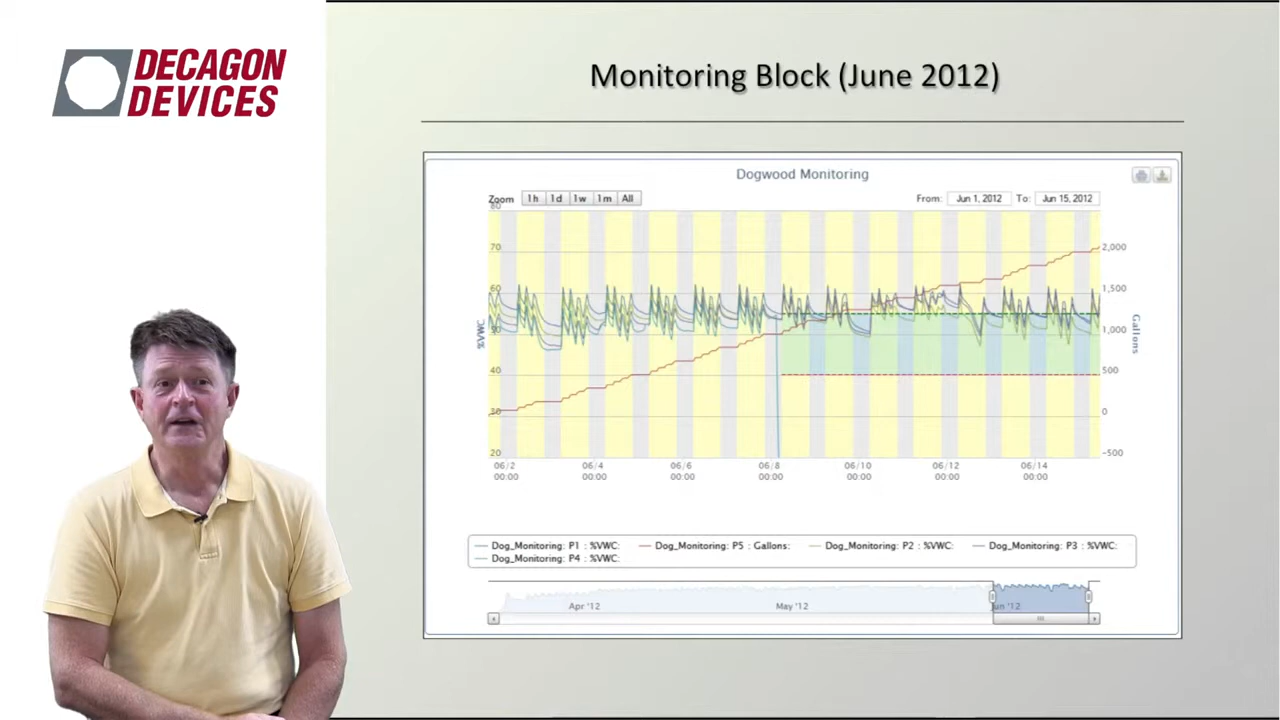 DECAGON
DEVICES
Monitoring Block (June 2012)
Dogwood Monitoring
Zoom 1h 1d 1w 1m All From: Jun 1, 2012 To: Jun 15, 2012
80
70
60
50
40
30
20
%VWC
2,000
1,500
1,000
500
0
-500
Gallons
06/2 06/4 06/6 06/8 06/10 06/12 06/14
00:00 00:00 00:00 00:00 00:00 00:00 00:00
Dog_Monitoring: P1 : %VWC: Dog_Monitoring: P5 : Gallons: Dog_Monitoring: P2 : %VWC: Dog_Monitoring: P3 : %VWC:
Dog_Monitoring: P4 : %VWC:
Apr '12 May '12 Jun '12